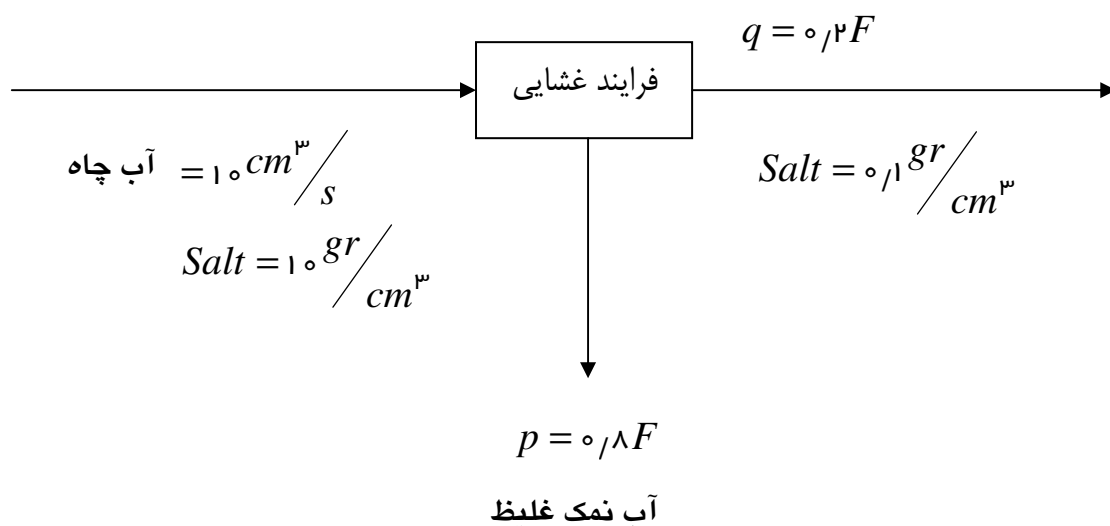 q = ۰/۲F
فرایند غشایی
آب چاه = ۱۰ cm³/s
Salt = ۰/۱ gr/cm³
Salt = ۱۰ gr/cm³
p = ۰/۸F
آب نمک غلیظ